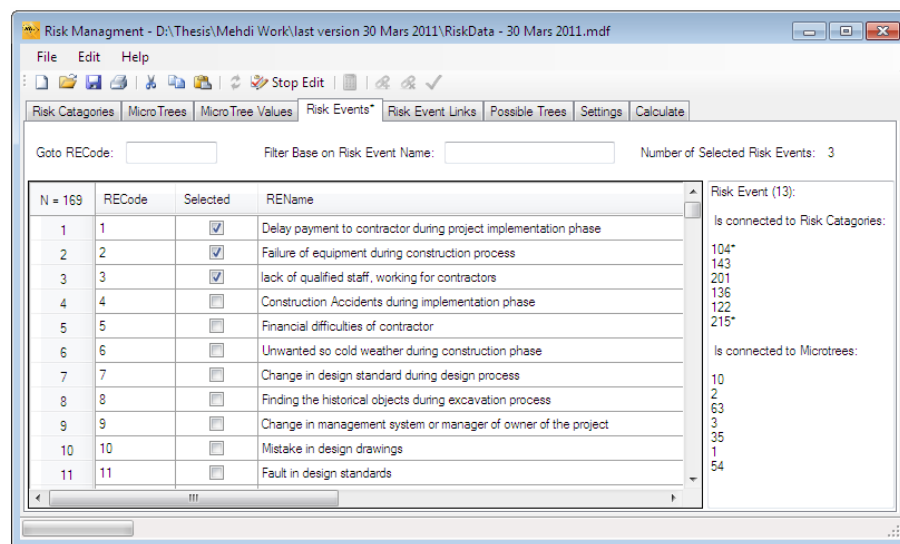 Risk Managment - D:\Thesis\Mehdi Work\last version 30 Mars 2011\RiskData - 30 Mars 2011.mdf
File Edit Help
Stop Edit
Risk Catagories MicroTrees MicroTree Values Risk Events* Risk Event Links Possible Trees Settings Calculate
Goto RECode: Filter Base on Risk Event Name: Number of Selected Risk Events: 3
N = 169 RECode Selected REName
1 1 Delay payment to contractor during project implementation phase
2 2 Failure of equipment during construction process
3 3 lack of qualified staff, working for contractors
4 4 Construction Accidents during implementation phase
5 5 Financial difficulties of contractor
6 6 Unwanted so cold weather during construction phase
7 7 Change in design standard during design process
8 8 Finding the historical objects during excavation process
9 9 Change in management system or manager of owner of the project
10 10 Mistake in design drawings
11 11 Fault in design standards
Risk Event (13):
Is connected to Risk Catagories:
104*
143
201
136
122
215*
Is connected to Microtrees:
10
2
63
3
35
1
54